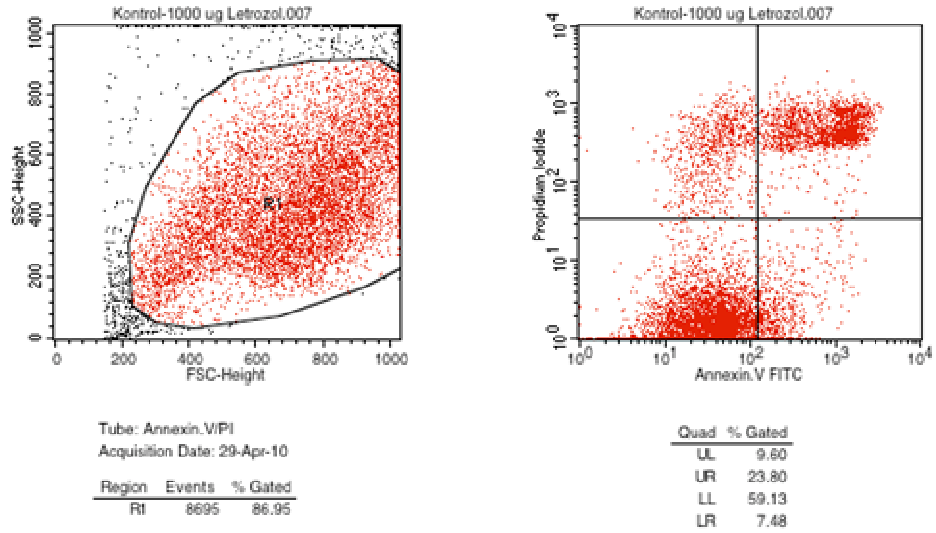 Kontrol-1000 ug Letrozol.007
SSC-Height
1000
800
600
400
200
0
R1
0 200 400 600 800 1000
FSC-Height
Kontrol-1000 ug Letrozol.007
Propidium Iodide
10^4
10^3
10^2
10^1
10^0
10^0 10^1 10^2 10^3 10^4
Annexin.V FITC
Tube: Annexin.V/PI
Acquisition Date: 29-Apr-10
Region Events % Gated
R1 8695 86.95
Quad % Gated
UL 9.60
UR 23.80
LL 59.13
LR 7.48